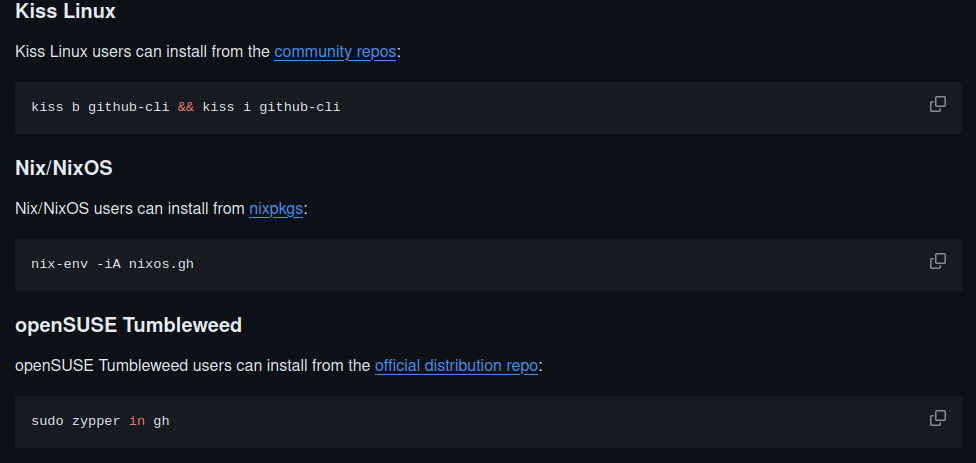 Kiss Linux
Kiss Linux users can install from the community repos:
kiss b github-cli && kiss i github-cli
Nix/NixOS
Nix/NixOS users can install from nixpkgs:
nix-env -iA nixos.gh
openSUSE Tumbleweed
openSUSE Tumbleweed users can install from the official distribution repo:
sudo zypper in gh